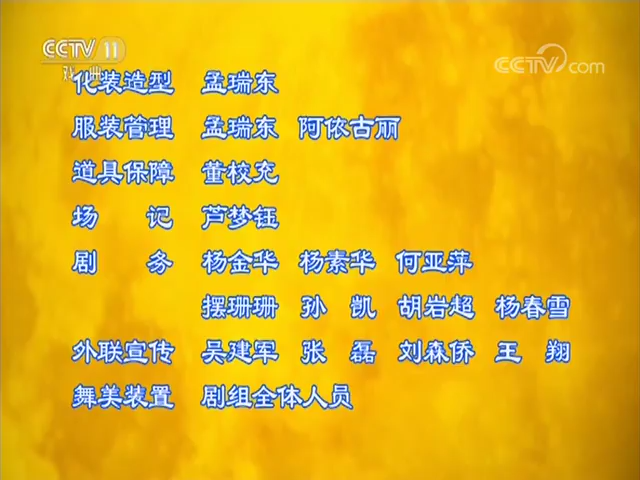 CCTV 11
戏曲
CCTV.com
化装造型 孟瑞东
服装管理 孟瑞东 阿依古丽
道具保障 董校充
场 记 芦梦钰
剧 务 杨金华 杨素华 何亚萍
摆珊珊 孙 凯 胡岩超 杨春雪
外联宣传 吴建军 张 磊 刘森侨 王 翔
舞美装置 剧组全体人员